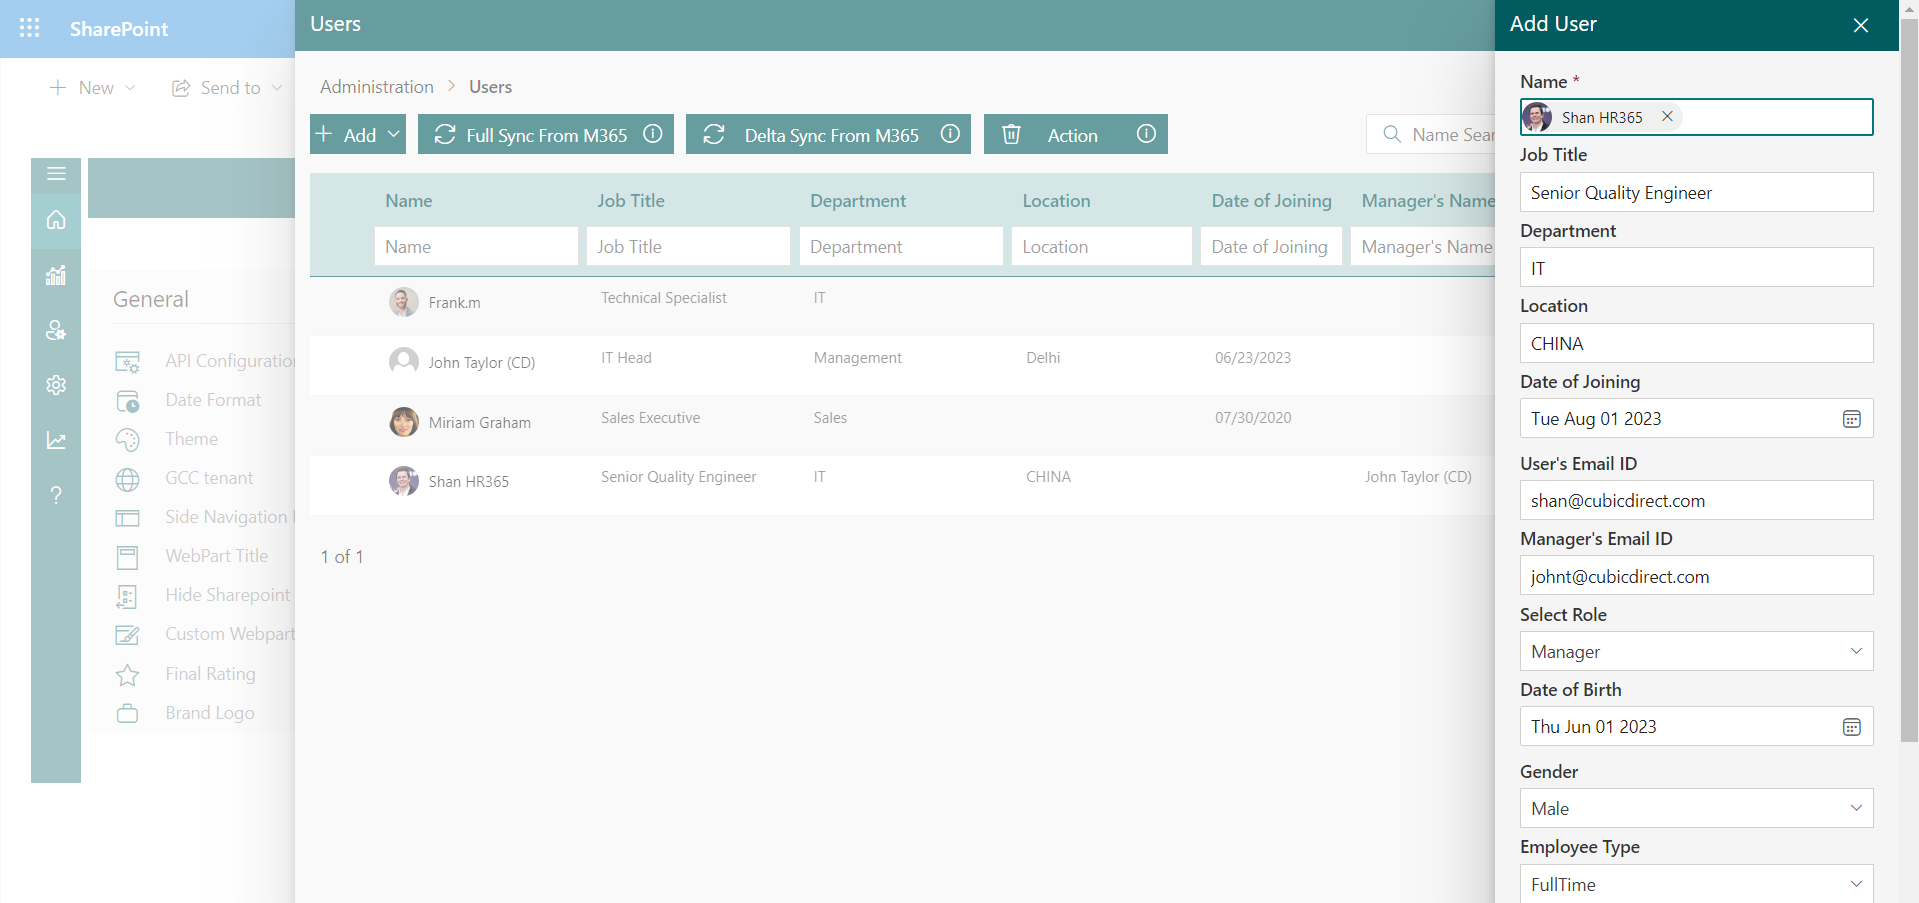 SharePoint
New
Send to
General
API Configuratio
Date Format
Theme
GCC tenant
Side Navigation
WebPart Title
Hide Sharepoint
Custom Webpart
Final Rating
Brand Logo
Users
Administration > Users
Add
Full Sync From M365
Delta Sync From M365
Action
Name Sear
Name Job Title Department Location Date of Joining Manager's Name
Name Job Title Department Location Date of Joining Manager's Name
Frank.m Technical Specialist IT
John Taylor (CD) IT Head Management Delhi 06/23/2023
Miriam Graham Sales Executive Sales 07/30/2020
Shan HR365 Senior Quality Engineer IT CHINA John Taylor (CD)
1 of 1
Add User
Name *
Shan HR365
Job Title
Senior Quality Engineer
Department
IT
Location
CHINA
Date of Joining
Tue Aug 01 2023
User's Email ID
shan@cubicdirect.com
Manager's Email ID
johnt@cubicdirect.com
Select Role
Manager
Date of Birth
Thu Jun 01 2023
Gender
Male
Employee Type
FullTime